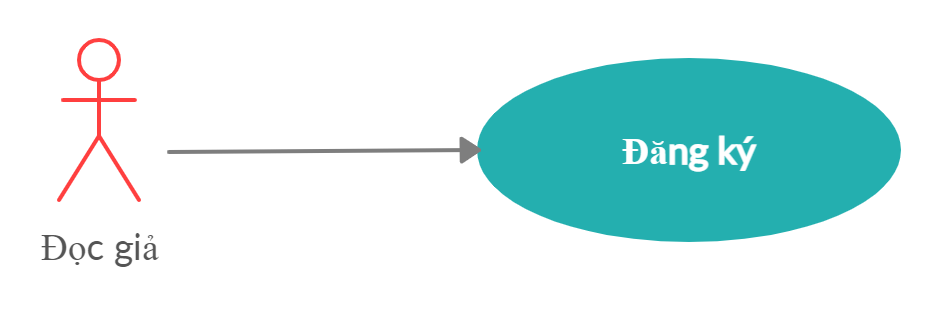 Đăng ký
Đọc giả